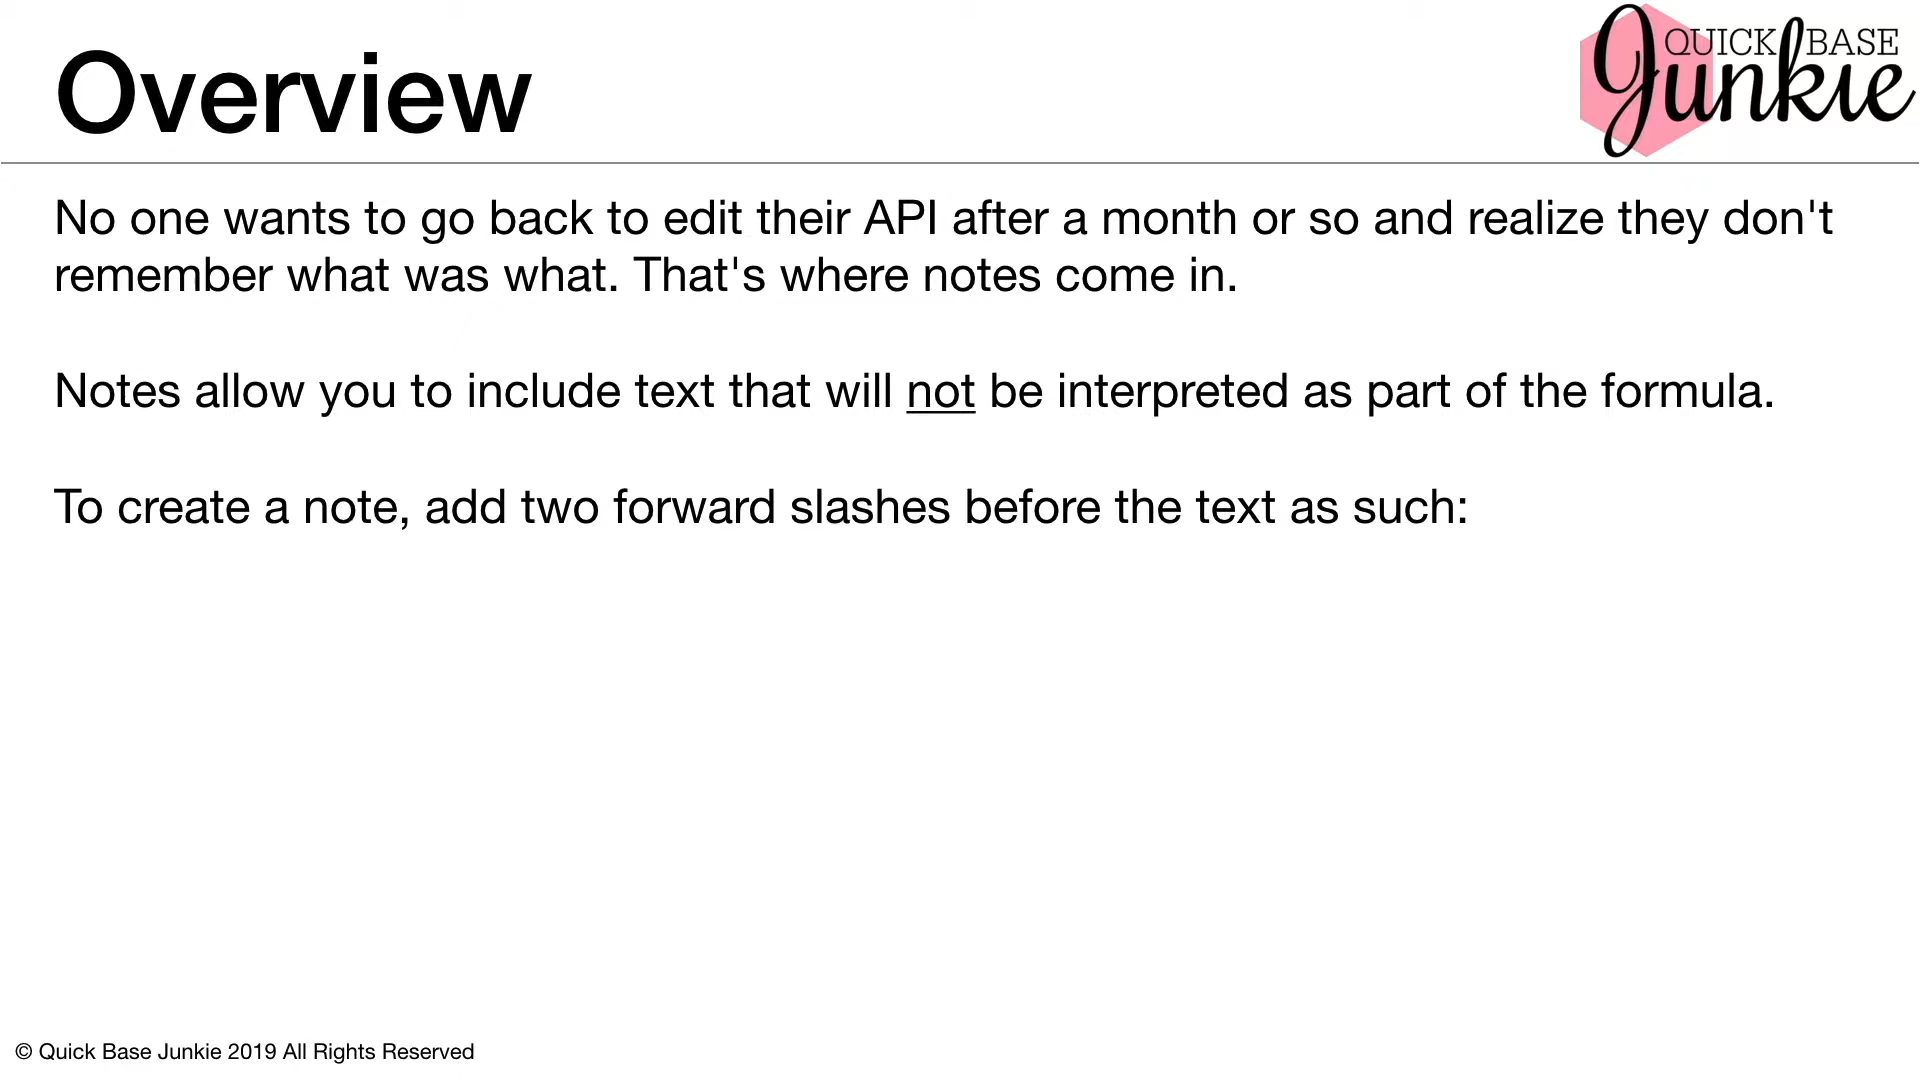 Overview
QUICK BASE
Junkie
No one wants to go back to edit their API after a month or so and realize they don't
remember what was what. That's where notes come in.
Notes allow you to include text that will not be interpreted as part of the formula.
To create a note, add two forward slashes before the text as such:
© Quick Base Junkie 2019 All Rights Reserved